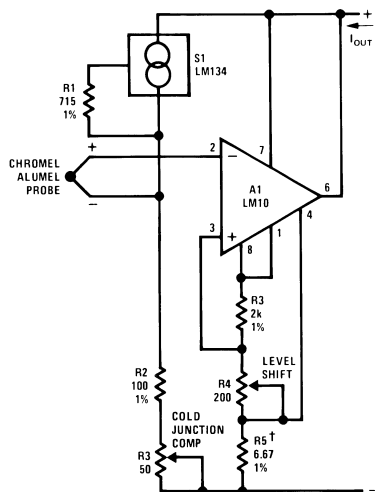 +
I OUT
S1
LM134
R1
715
1%
+
CHROMEL
ALUMEL
PROBE
−
2
−
7
A1
LM10
6
4
3
+
8
1
R3
2k
1%
LEVEL
SHIFT
R4
200
R2
100
1%
COLD
JUNCTION
COMP
R3
50
R5†
6.67
1%
−